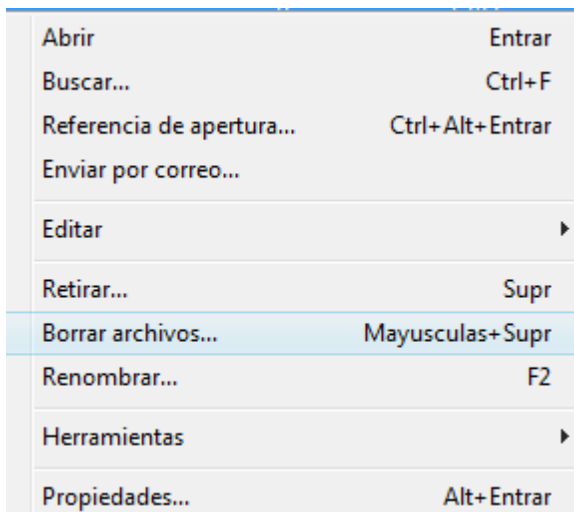 Abrir Entrar
Buscar... Ctrl+F
Referencia de apertura... Ctrl+Alt+Entrar
Enviar por correo...
Editar
Retirar... Supr
Borrar archivos... Mayusculas+Supr
Renombrar... F2
Herramientas
Propiedades... Alt+Entrar